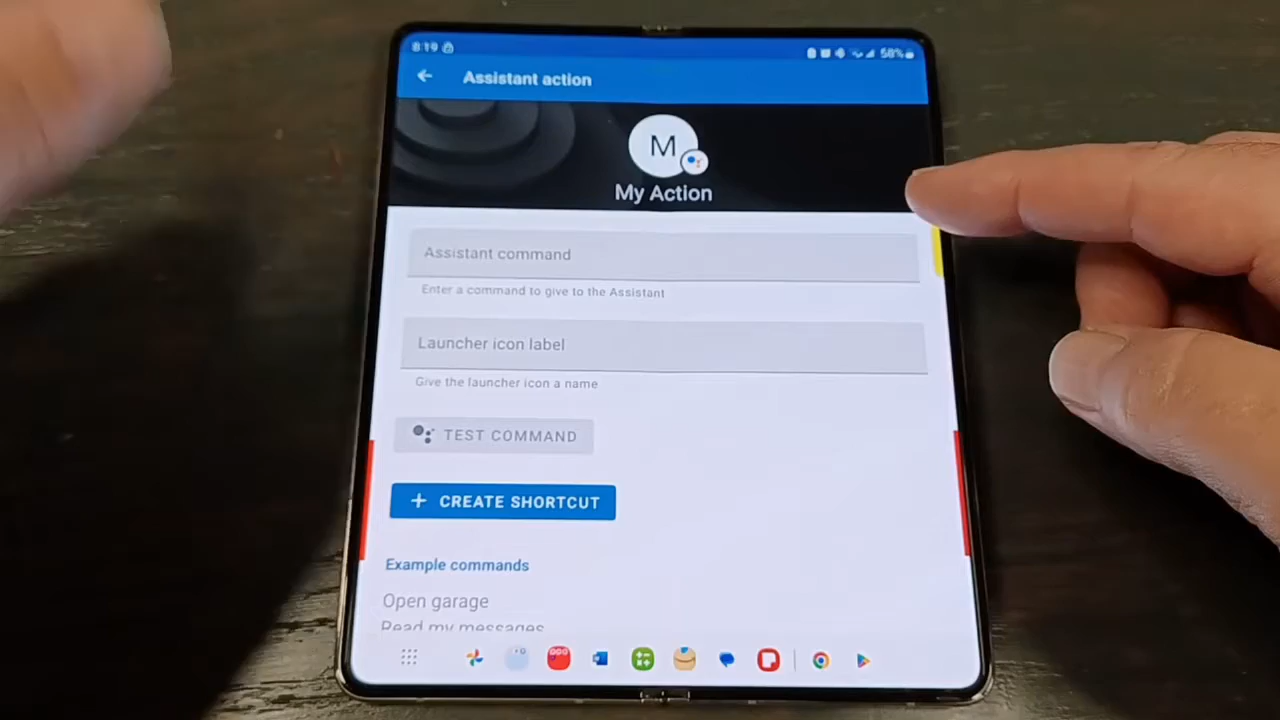 8:19
58%
Assistant action
M
My Action
Assistant command
Enter a command to give to the Assistant
Launcher icon label
Give the launcher icon a name
TEST COMMAND
+ CREATE SHORTCUT
Example commands
Open garage
Read my messages